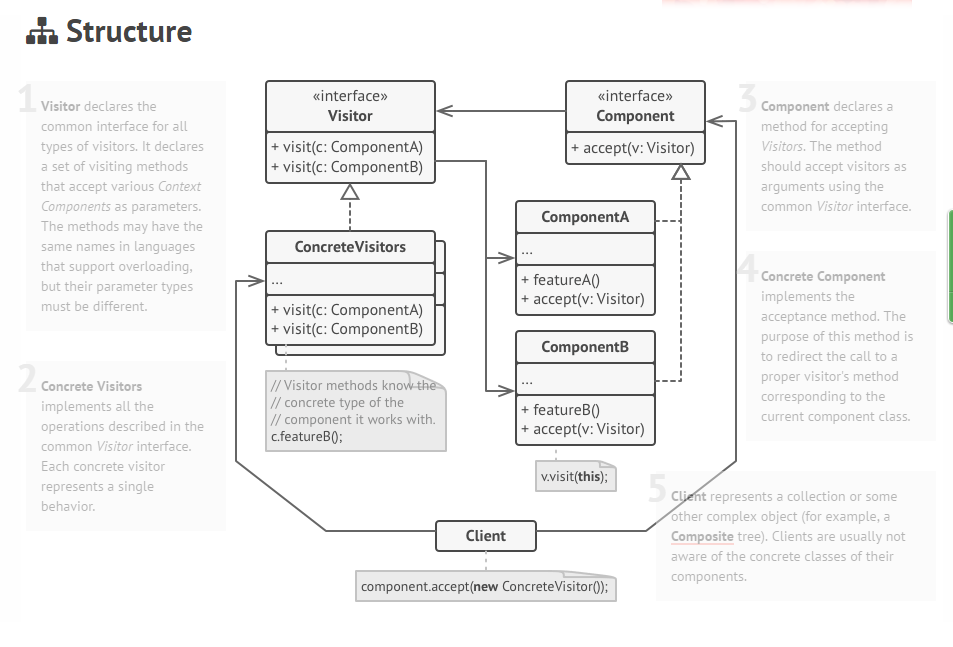 Structure
1
Visitor declares the
common interface for all
types of visitors. It declares
a set of visiting methods
that accept various Context
Components as parameters.
The methods may have the
same names in languages
that support overloading,
but their parameter types
must be different.
2
Concrete Visitors
implements all the
operations described in the
common Visitor interface.
Each concrete visitor
represents a single
behavior.
«interface»
Visitor
+ visit(c: ComponentA)
+ visit(c: ComponentB)
ConcreteVisitors
...
+ visit(c: ComponentA)
+ visit(c: ComponentB)
// Visitor methods know the
// concrete type of the
// component it works with.
c.featureB();
«interface»
Component
+ accept(v: Visitor)
ComponentA
...
+ featureA()
+ accept(v: Visitor)
ComponentB
...
+ featureB()
+ accept(v: Visitor)
v.visit(this);
Client
component.accept(new ConcreteVisitor());
3
Component declares a
method for accepting
Visitors. The method
should accept visitors as
arguments using the
common Visitor interface.
4
Concrete Component
implements the
acceptance method. The
purpose of this method is
to redirect the call to a
proper visitor's method
corresponding to the
current component class.
5
Client represents a collection or some
other complex object (for example, a
Composite tree). Clients are usually not
aware of the concrete classes of their
components.